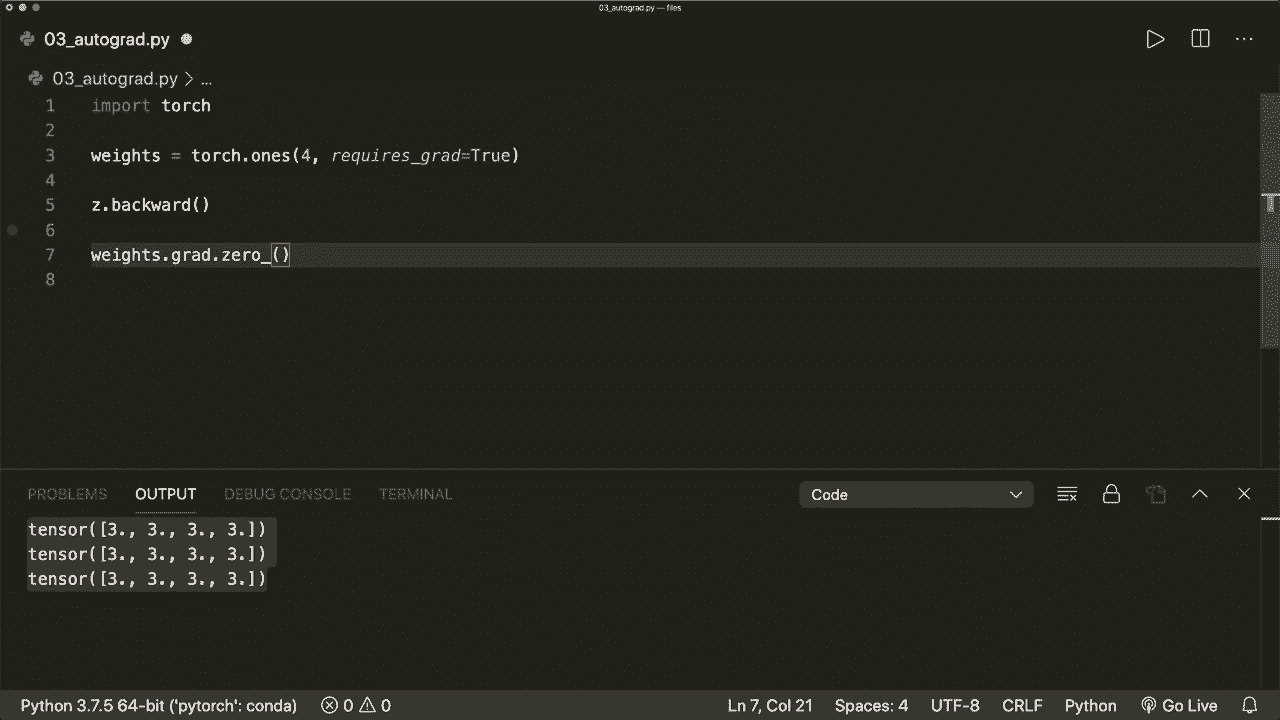 03_autograd.py — files
03_autograd.py
03_autograd.py > ...
1 import torch
2
3 weights = torch.ones(4, requires_grad=True)
4
5 z.backward()
6
7 weights.grad.zero_()
8
PROBLEMS OUTPUT DEBUG CONSOLE TERMINAL Code
tensor([3., 3., 3., 3.])
tensor([3., 3., 3., 3.])
tensor([3., 3., 3., 3.])
Python 3.7.5 64-bit ('pytorch': conda) 0 0 Ln 7, Col 21 Spaces: 4 UTF-8 CRLF Python Go Live